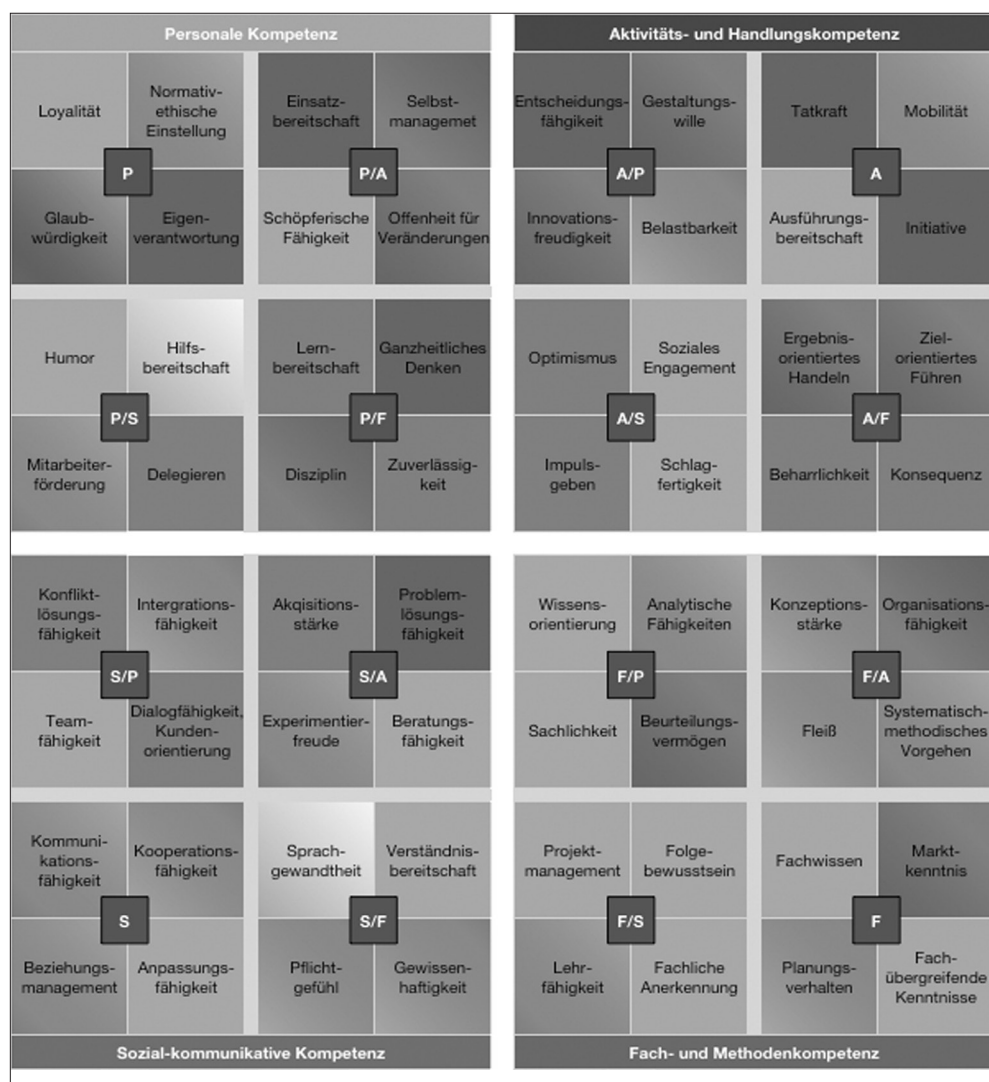 Personale Kompetenz
Loyalität
Normativ-
ethische
Einstellung
P
Glaub-
würdigkeit
Eigen-
verantwortung
Einsatz-
bereitschaft
Selbst-
managemet
P/A
Schöpferische
Fähigkeit
Offenheit für
Veränderungen
Humor
Hilfs-
bereitschaft
P/S
Mitarbeiter-
förderung
Delegieren
Lern-
bereitschaft
Ganzheitliches
Denken
P/F
Disziplin
Zuverlässig-
keit
Aktivitäts- und Handlungskompetenz
Entscheidungs-
fähgikeit
Gestaltungs-
wille
A/P
Innovations-
freudigkeit
Belastbarkeit
Tatkraft
Mobilität
A
Ausführungs-
bereitschaft
Initiative
Optimismus
Soziales
Engagement
A/S
Impuls-
geben
Schlag-
fertigkeit
Ergebnis-
orientiertes
Handeln
Ziel-
orientiertes
Führen
A/F
Beharrlichkeit
Konsequenz
Konflikt-
lösungs-
fähigkeit
Intergrations-
fähigkeit
S/P
Team-
fähigkeit
Dialogfähigkeit,
Kunden-
orientierung
Akqisitions-
stärke
Problem-
lösungs-
fähigkeit
S/A
Experimentier-
freude
Beratungs-
fähigkeit
Kommuni-
kations-
fähigkeit
Kooperations-
fähigkeit
S
Beziehungs-
management
Anpassungs-
fähigkeit
Sprach-
gewandtheit
Verständnis-
bereitschaft
S/F
Pflicht-
gefühl
Gewissen-
haftigkeit
Sozial-kommunikative Kompetenz
Wissens-
orientierung
Analytische
Fähigkeiten
F/P
Sachlichkeit
Beurteilungs-
vermögen
Konzeptions-
stärke
Organisations-
fähigkeit
F/A
Fleiß
Systematisch-
methodisches
Vorgehen
Projekt-
management
Folge-
bewusstsein
F/S
Lehr-
fähigkeit
Fachliche
Anerkennung
Fachwissen
Markt-
kenntnis
F
Planungs-
verhalten
Fach-
übergreifende
Kenntnisse
Fach- und Methodenkompetenz